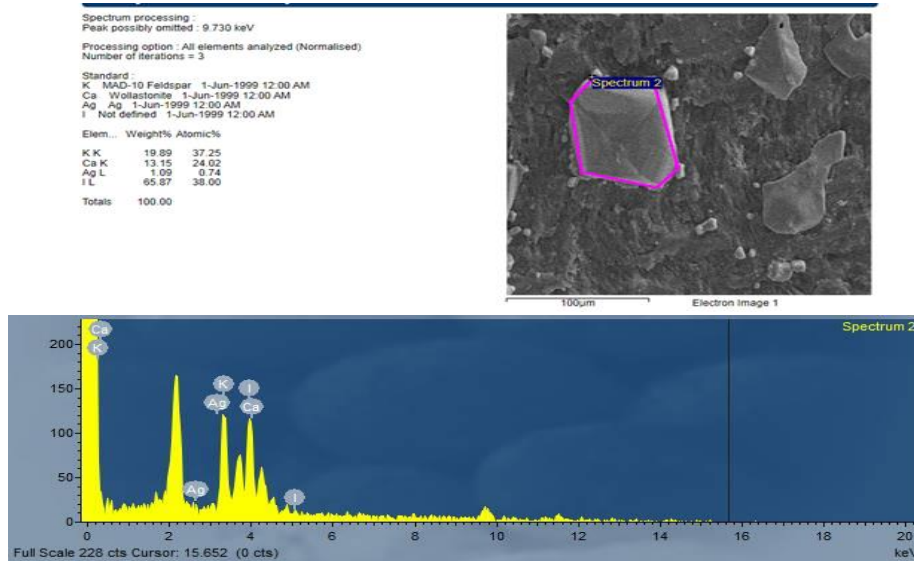 Spectrum processing :
Peak possibly omitted : 9.730 keV
Processing option : All elements analyzed (Normalised)
Number of iterations = 3
Standard :
K MAD-10 Feldspar 1-Jun-1999 12:00 AM
Ca Wollastonite 1-Jun-1999 12:00 AM
Ag Ag 1-Jun-1999 12:00 AM
I Not defined 1-Jun-1999 12:00 AM
Elem... Weight% Atomic%
K K 19.89 37.25
Ca K 13.15 24.02
Ag L 1.09 0.74
I L 65.87 38.00
Totals 100.00
Spectrum 2
100µm Electron Image 1
Spectrum 2
Ca
K
K
I
Ag
Ca
Ag
I
200
150
100
50
0
0 2 4 6 8 10 12 14 16 18 20
Full Scale 228 cts Cursor: 15.652 (0 cts) keV